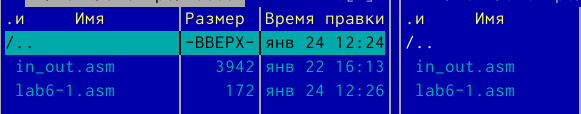 .и Имя Размер Время правки .и Имя
/.. -ВВЕРХ- янв 24 12:24 /..
in_out.asm 3942 янв 22 16:13 in_out.asm
lab6-1.asm 172 янв 24 12:26 lab6-1.asm